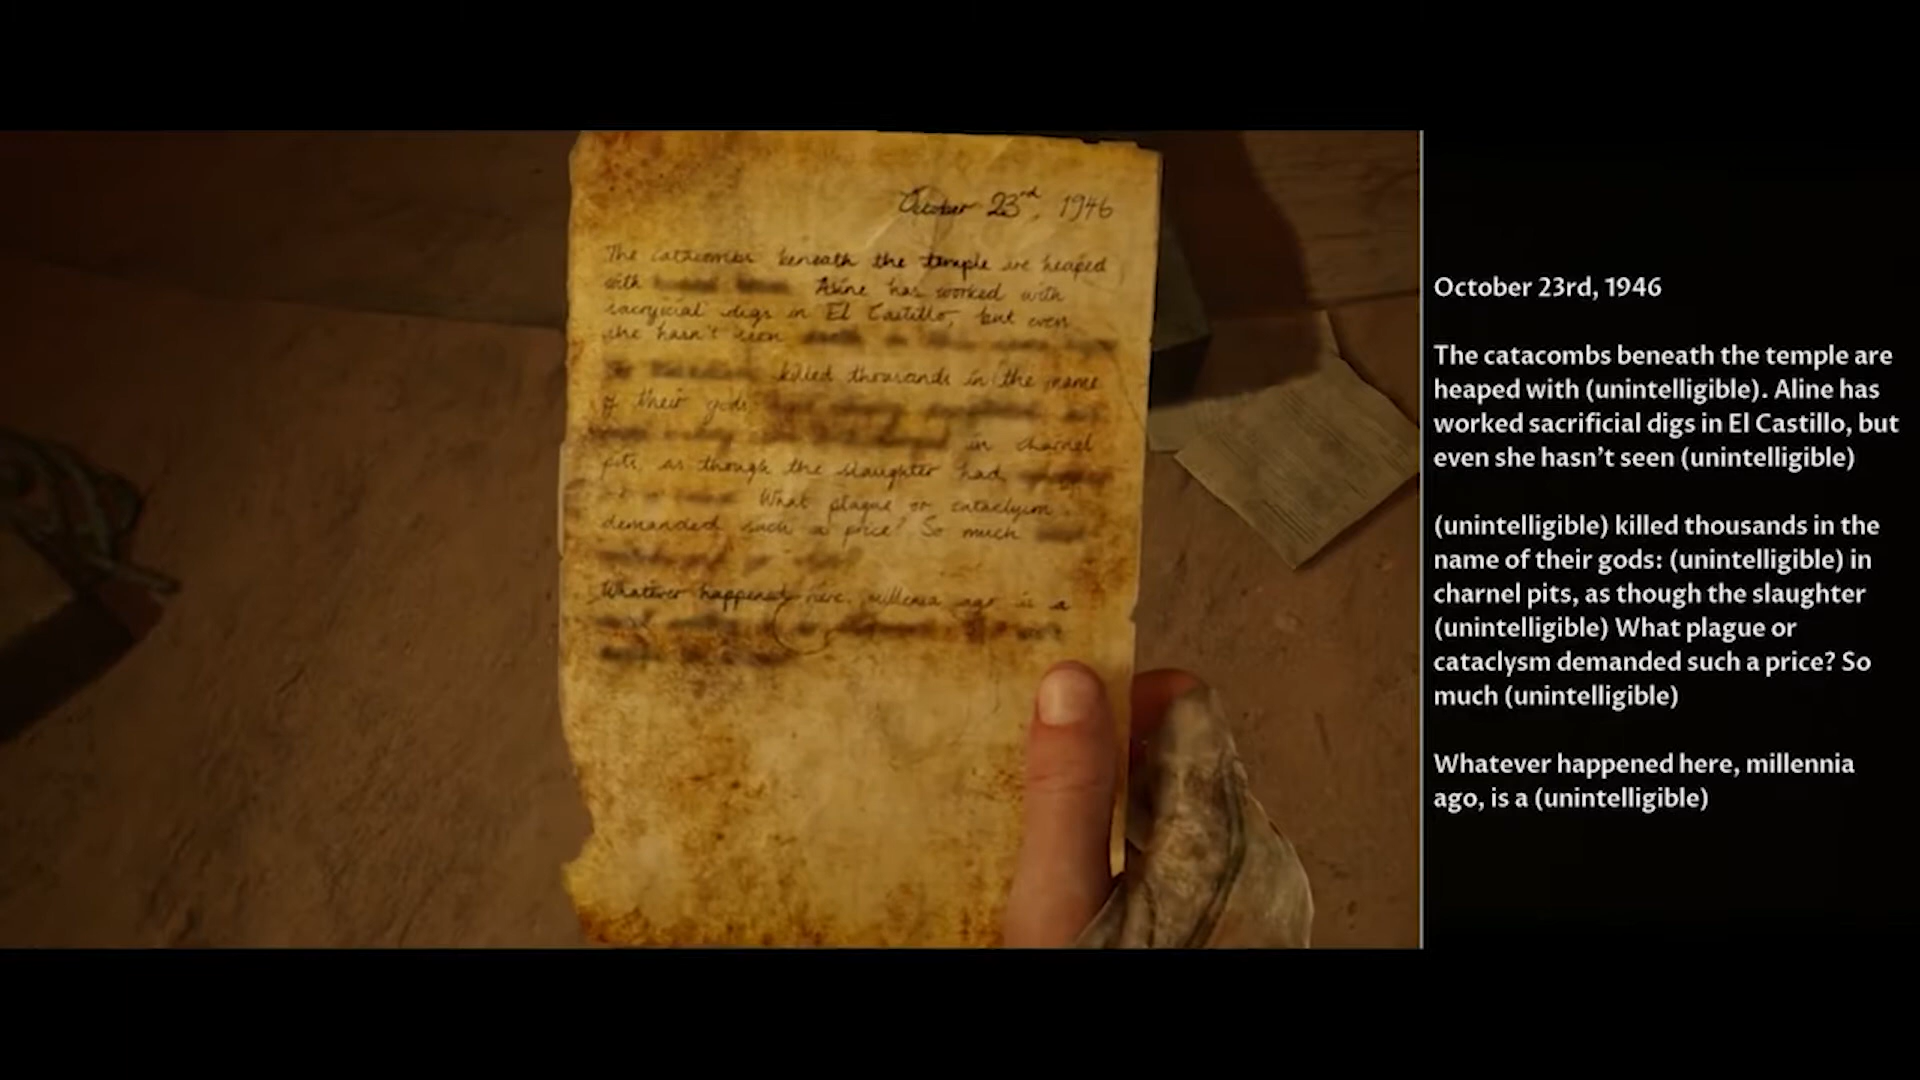 October 23rd, 1946
The catacombs beneath the temple are heaped
with Aline has worked with
sacrificial digs in El Castillo, but even
she hasn't seen
killed thousands in the name
of their gods
in charnel
pits, as though the slaughter had
What plague or cataclysm
demanded such a price? So much
Whatever happened here, millenia ago is a
October 23rd, 1946
The catacombs beneath the temple are
heaped with (unintelligible). Aline has
worked sacrificial digs in El Castillo, but
even she hasn't seen (unintelligible)
(unintelligible) killed thousands in the
name of their gods: (unintelligible) in
charnel pits, as though the slaughter
(unintelligible) What plague or
cataclysm demanded such a price? So
much (unintelligible)
Whatever happened here, millennia
ago, is a (unintelligible)